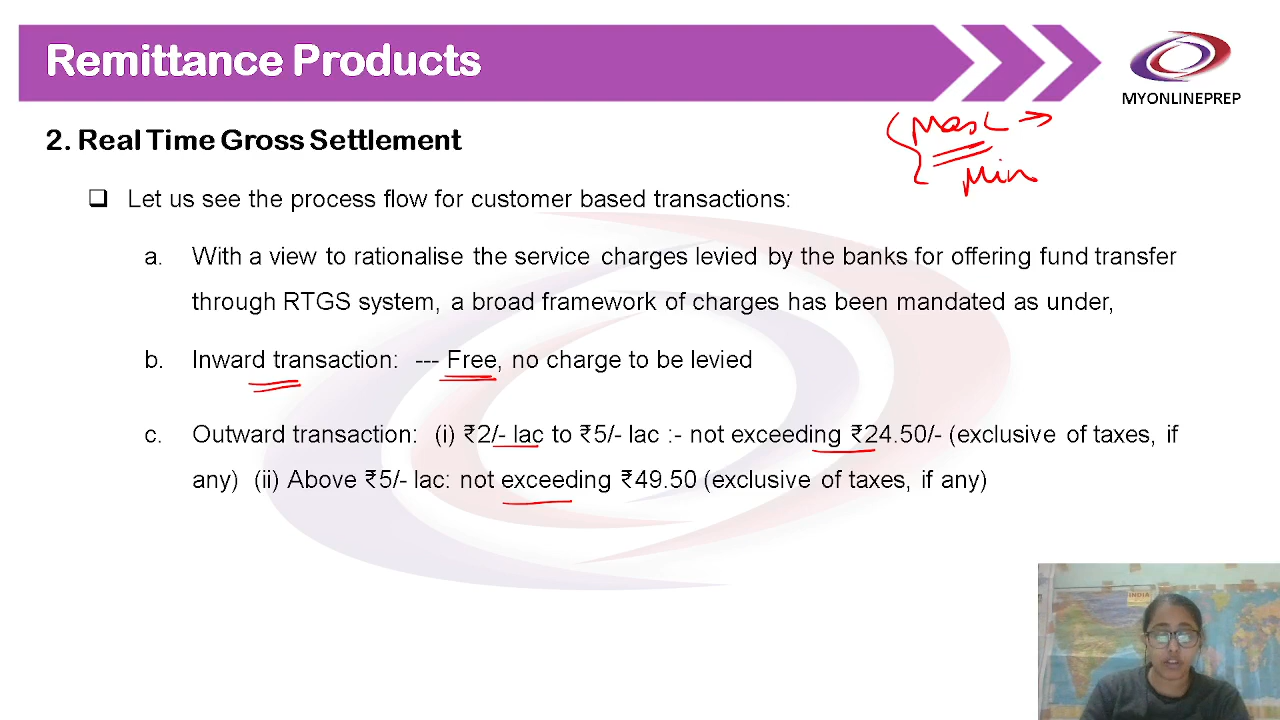 Remittance Products
MYONLINEPREP
2. Real Time Gross Settlement
Min
❑ Let us see the process flow for customer based transactions:
a. With a view to rationalise the service charges levied by the banks for offering fund transfer
through RTGS system, a broad framework of charges has been mandated as under,
b. Inward transaction: --- Free, no charge to be levied
c. Outward transaction: (i) ₹2/- lac to ₹5/- lac :- not exceeding ₹24.50/- (exclusive of taxes, if
any) (ii) Above ₹5/- lac: not exceeding ₹49.50 (exclusive of taxes, if any)
INDIA